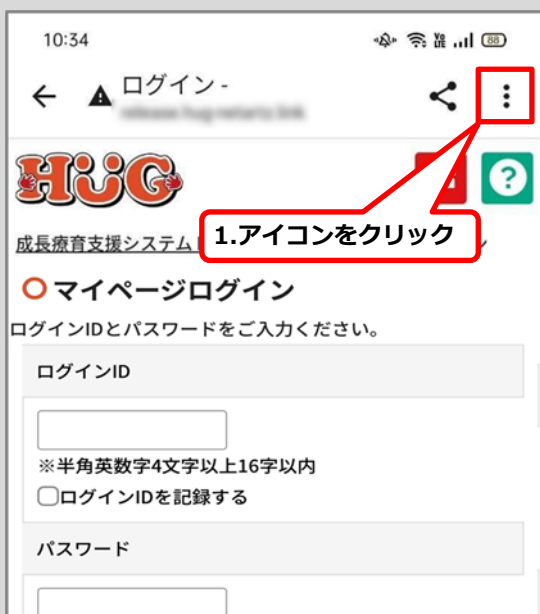 10:34
Vo
LTE
88
ログイン -
HUG
1.アイコンをクリック
成長療育支援システム
マイページログイン
ログインIDとパスワードをご入力ください。
ログインID
※半角英数字4文字以上16字以内
ログインIDを記録する
パスワード